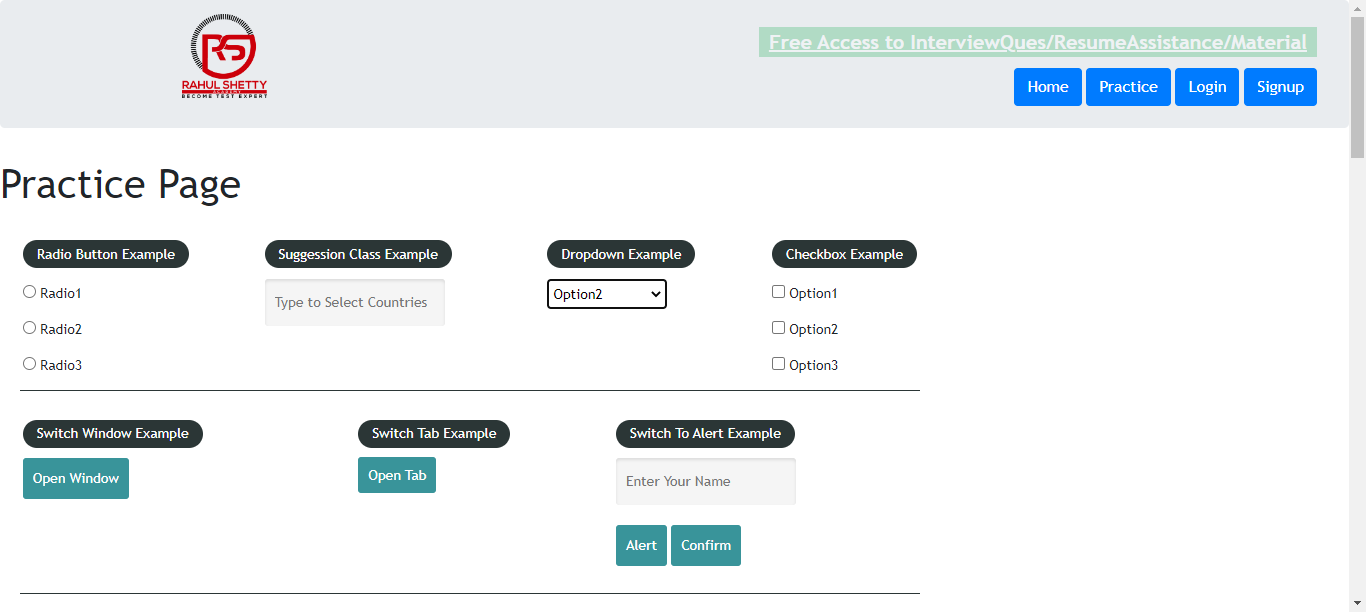 RS
RAHUL SHETTY
ACADEMY
BECOME TEST EXPERT
Free Access to InterviewQues/ResumeAssistance/Material
Home Practice Login Signup
Practice Page
Radio Button Example
Radio1
Radio2
Radio3
Suggession Class Example
Type to Select Countries
Dropdown Example
Option2
Checkbox Example
Option1
Option2
Option3
Switch Window Example
Open Window
Switch Tab Example
Open Tab
Switch To Alert Example
Enter Your Name
Alert Confirm